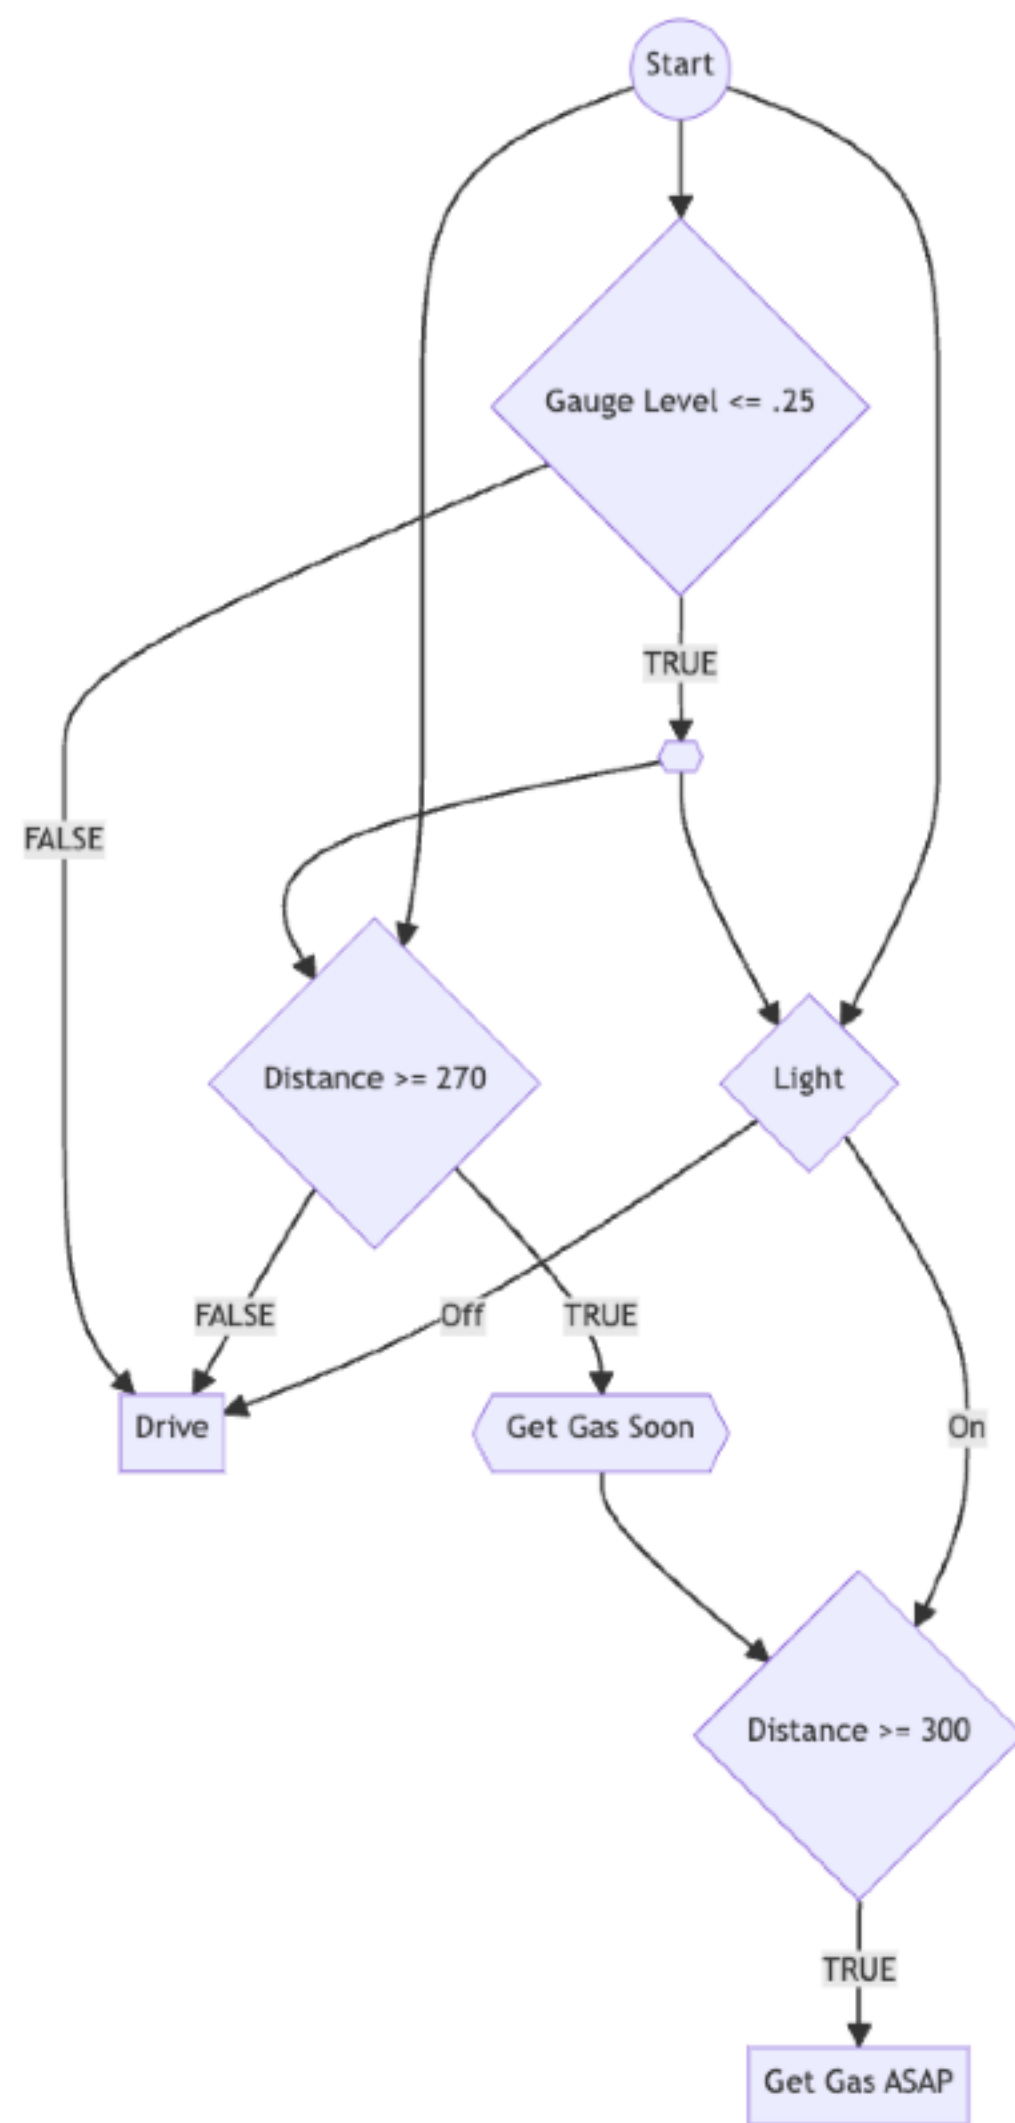 Start
Gauge Level <= .25
TRUE
FALSE
Distance >= 270
Light
FALSE
Off
TRUE
Drive
Get Gas Soon
On
Distance >= 300
TRUE
Get Gas ASAP